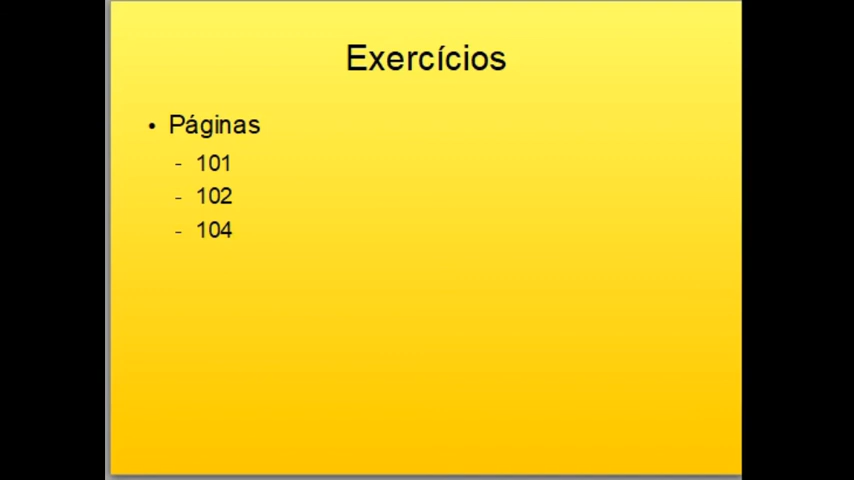 Exercícios
• Páginas
- 101
- 102
- 104